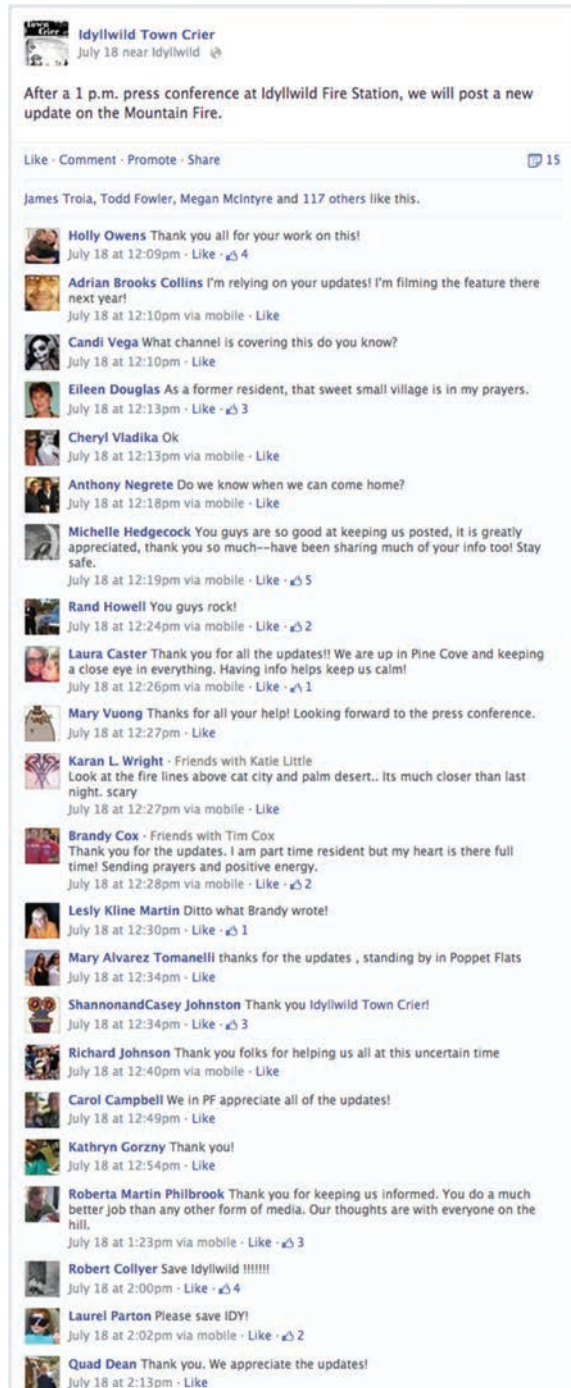 Town
Crier
Idyllwild Town Crier
July 18 near Idyllwild
After a 1 p.m. press conference at Idyllwild Fire Station, we will post a new
update on the Mountain Fire.
Like · Comment · Promote · Share 15
James Troia, Todd Fowler, Megan McIntyre and 117 others like this.
Holly Owens Thank you all for your work on this!
July 18 at 12:09pm · Like · 4
Adrian Brooks Collins I'm relying on your updates! I'm filming the feature there
next year!
July 18 at 12:10pm via mobile · Like
Candi Vega What channel is covering this do you know?
July 18 at 12:10pm · Like
Eileen Douglas As a former resident, that sweet small village is in my prayers.
July 18 at 12:13pm · Like · 3
Cheryl Vladika Ok
July 18 at 12:13pm via mobile · Like
Anthony Negrete Do we know when we can come home?
July 18 at 12:18pm · Like
Michelle Hedgecock You guys are so good at keeping us posted, it is greatly
appreciated, thank you so much--have been sharing much of your info too! Stay
safe.
July 18 at 12:19pm via mobile · Like · 5
Rand Howell You guys rock!
July 18 at 12:24pm via mobile · Like · 2
Laura Caster Thank you for all the updates!! We are up in Pine Cove and keeping
a close eye in everything. Having info helps keep us calm!
July 18 at 12:26pm via mobile · Like · 1
Mary Vuong Thanks for all your help! Looking forward to the press conference.
July 18 at 12:27pm · Like
Karan L. Wright · Friends with Katie Little
Look at the fire lines above cat city and palm desert.. Its much closer than last
night. scary
July 18 at 12:27pm via mobile · Like
Brandy Cox · Friends with Tim Cox
Thank you for the updates. I am part time resident but my heart is there full
time! Sending prayers and positive energy.
July 18 at 12:28pm via mobile · Like · 2
Lesly Kline Martin Ditto what Brandy wrote!
July 18 at 12:30pm · Like · 1
Mary Alvarez Tomanelli thanks for the updates , standing by in Poppet Flats
July 18 at 12:34pm · Like
ShannonandCasey Johnston Thank you Idyllwild Town Crier!
July 18 at 12:34pm · Like · 3
Richard Johnson Thank you folks for helping us all at this uncertain time
July 18 at 12:40pm via mobile · Like
Carol Campbell We in PF appreciate all of the updates!
July 18 at 12:49pm · Like
Kathryn Gorzny Thank you!
July 18 at 12:54pm · Like
Roberta Martin Philbrook Thank you for keeping us informed. You do a much
better job than any other form of media. Our thoughts are with everyone on the
hill.
July 18 at 1:23pm via mobile · Like · 3
Robert Collyer Save Idyllwild !!!!!!!
July 18 at 2:00pm · Like · 4
Laurel Parton Please save IDY!
July 18 at 2:02pm via mobile · Like · 2
Quad Dean Thank you. We appreciate the updates!
July 18 at 2:13pm · Like